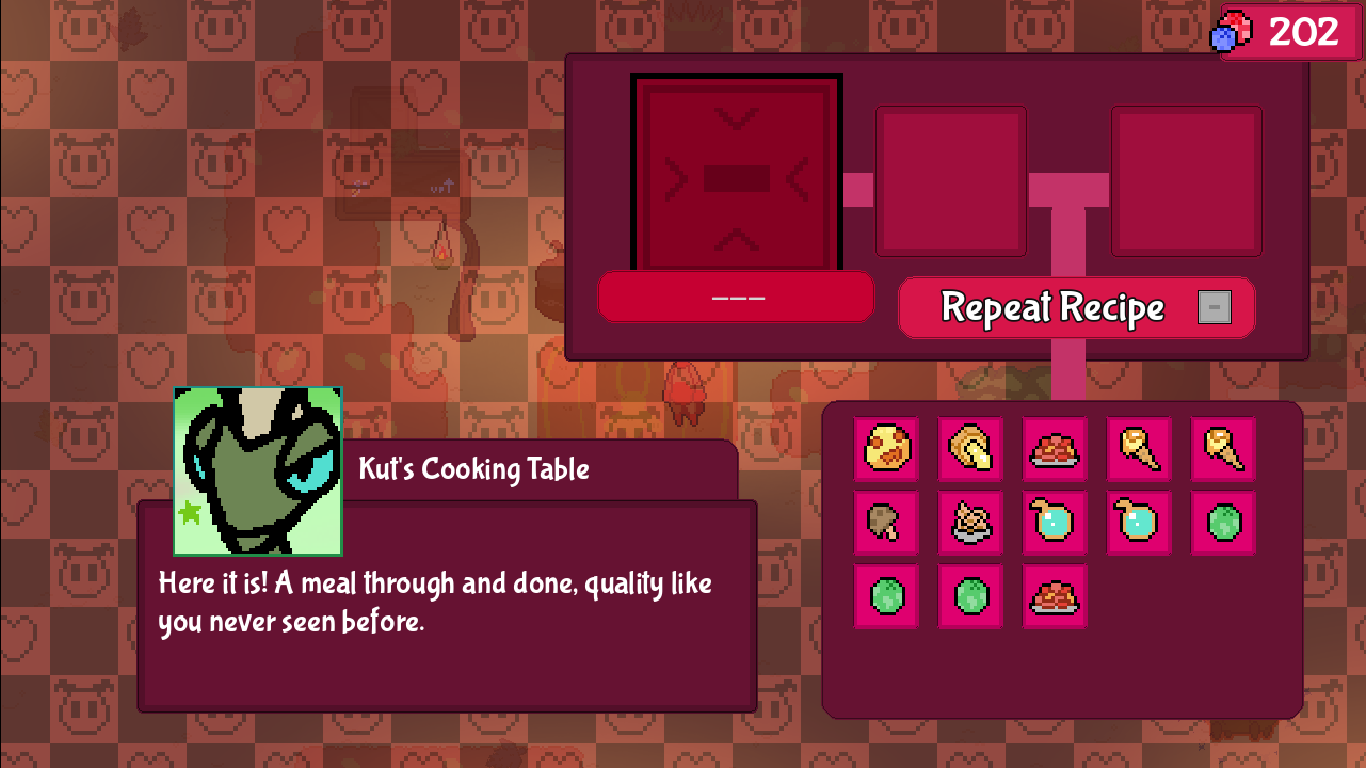 202
UP
---
Repeat Recipe
Kut's Cooking Table
Here it is! A meal through and done, quality like
you never seen before.